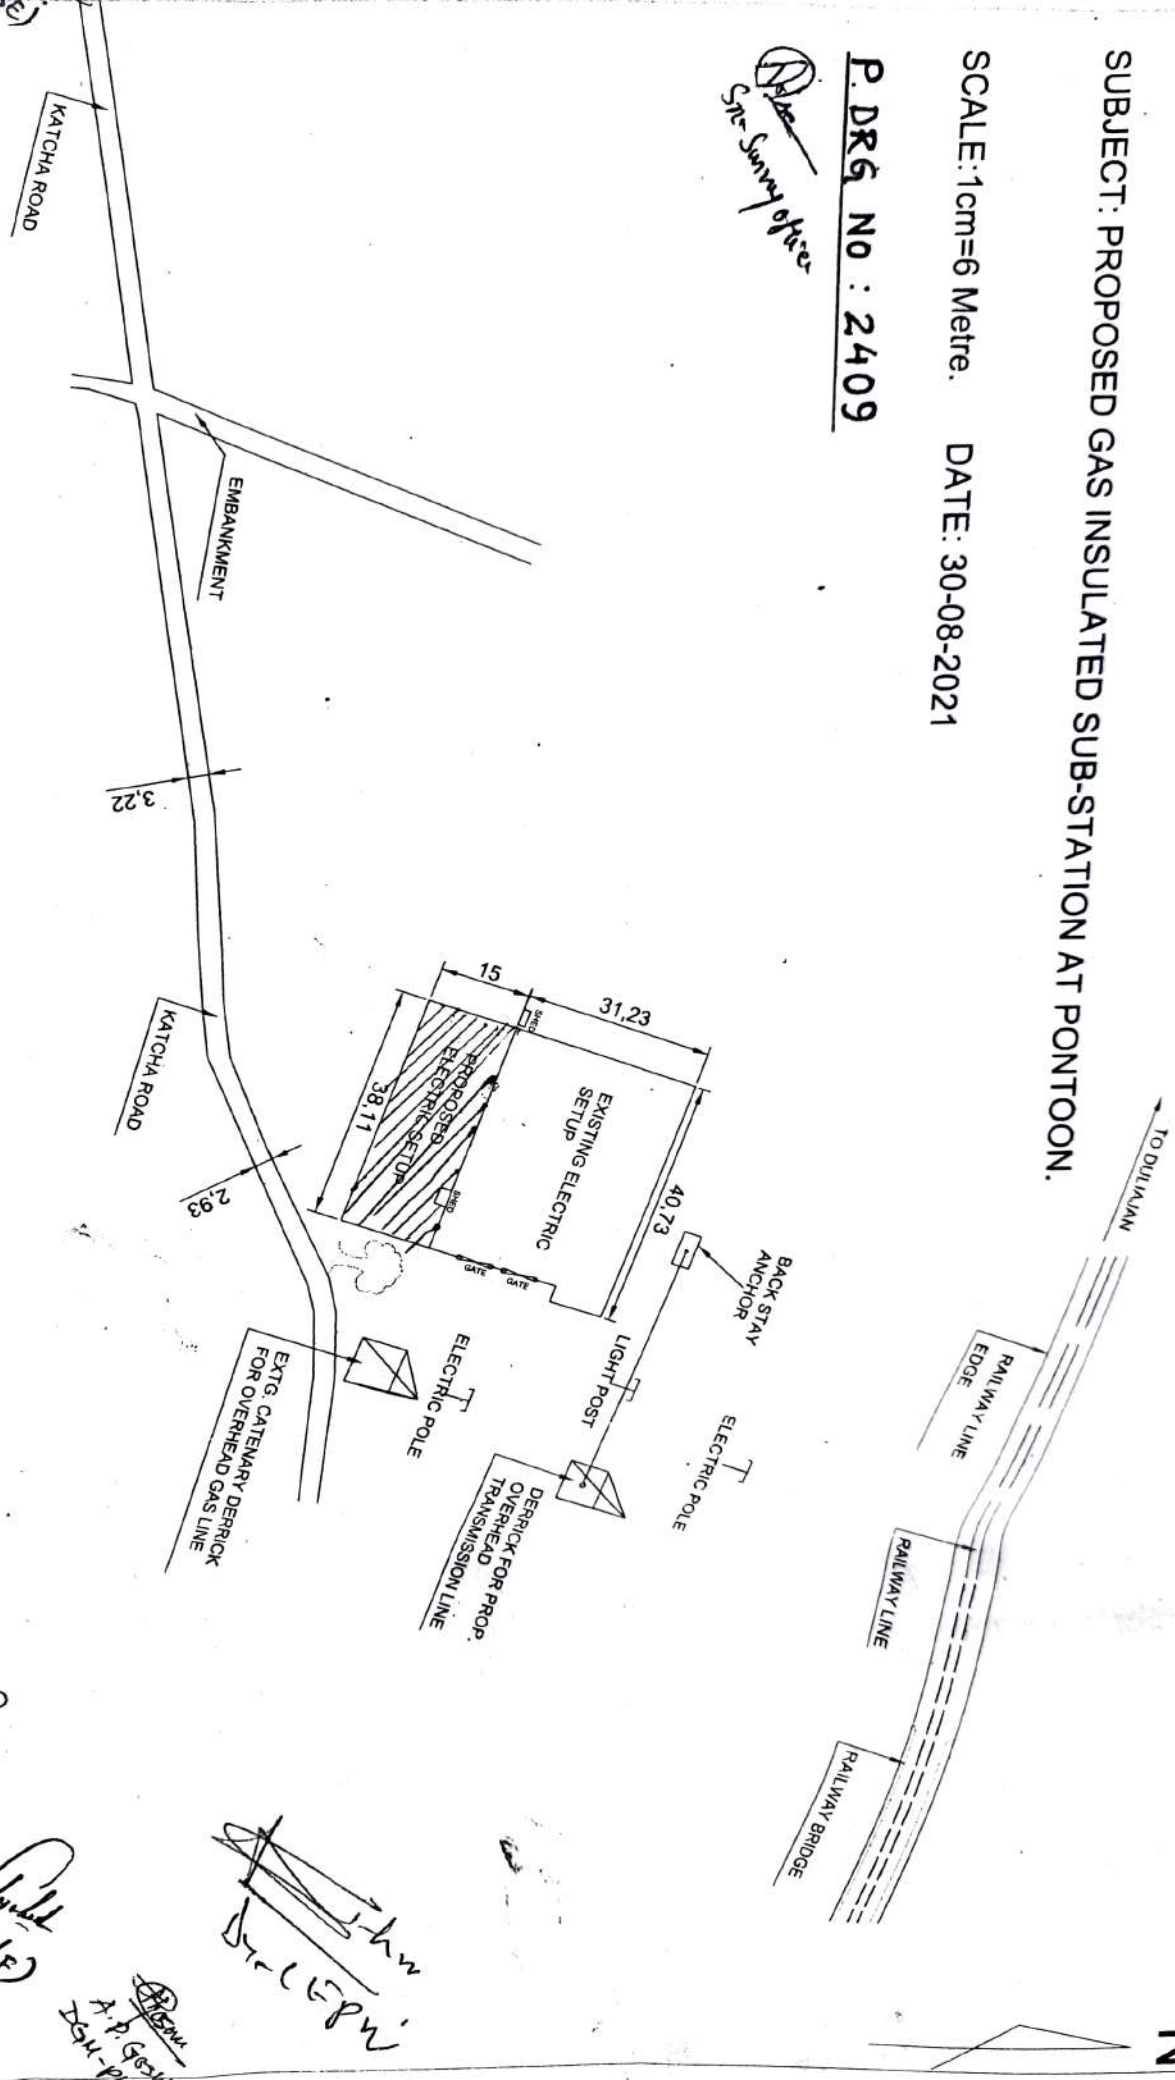 SUBJECT: PROPOSED GAS INSULATED SUB-STATION AT PONTOON.
SCALE:1cm=6 Metre. DATE: 30-08-2021
P. DRG NO : 2409
TO DULIAJAN
RAILWAY LINE
EDGE
RAILWAY LINE
RAILWAY BRIDGE
BACK STAY
ANCHOR
ELECTRIC POLE
LIGHT POST
31,23
40,73
15
SHED
EXISTING ELECTRIC
SETUP
PROPOSED
ELECTRIC SETUP
SHED
38,11
GATE
GATE
ELECTRIC POLE
DERRICK FOR PROP.
OVERHEAD
TRANSMISSION LINE
EXTG. CATENARY DERRICK
FOR OVERHEAD GAS LINE
EMBANKMENT
KATCHA ROAD
3,22
KATCHA ROAD
2,93
N